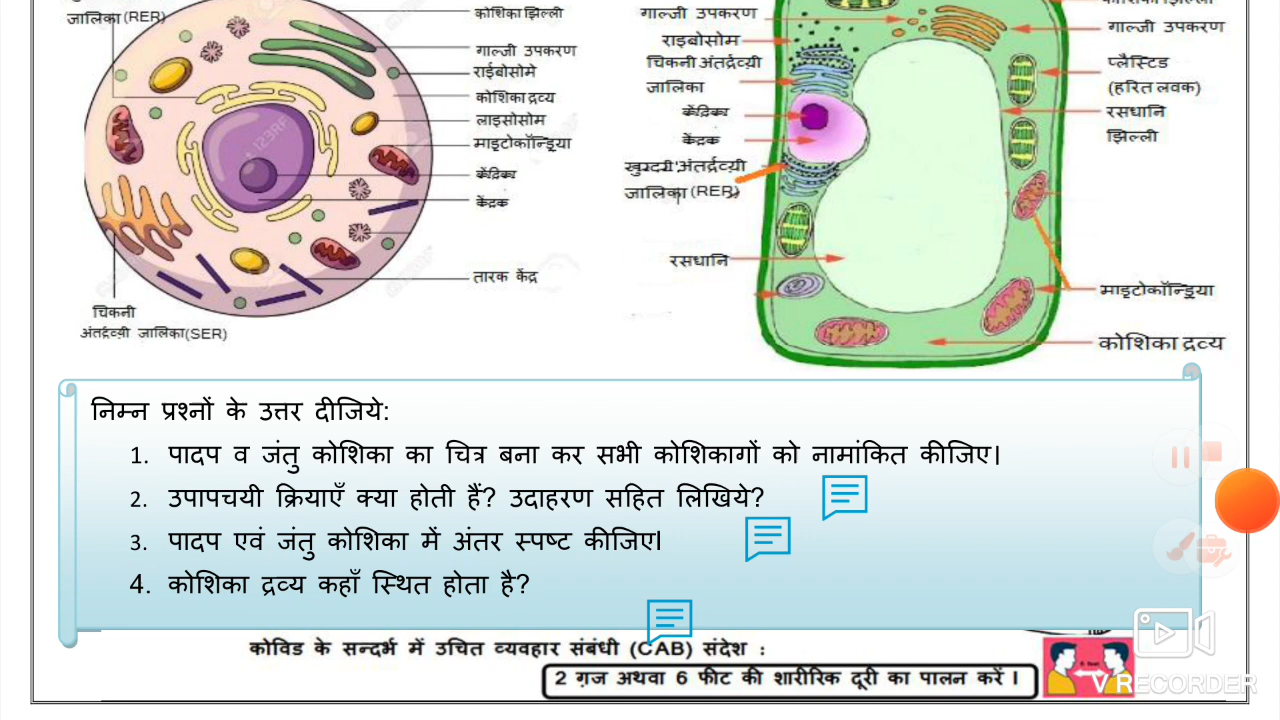 जालिका (RER)
कोशिका झिल्ली
गाल्जी उपकरण
राईबोसोमे
कोशिका द्रव्य
लाइसोसोम
माइटोकॉन्ड्रिया
केंद्रिका
केंद्रक
तारक केंद्र
चिकनी
अंतर्द्रव्यी जालिका(SER)
गाल्जी उपकरण
राइबोसोम
चिकनी अंतर्द्रव्यी
जालिका
केंद्रिका
केंद्रक
खुरदरी अंतर्द्रव्यी
जालिका (RER)
रसधानि
गाल्जी उपकरण
प्लैस्टिड
(हरित लवक)
रसधानि
झिल्ली
माइटोकॉन्ड्रिया
कोशिका द्रव्य
निम्न प्रश्नों के उत्तर दीजिये:
1. पादप व जंतु कोशिका का चित्र बना कर सभी कोशिकागों को नामांकित कीजिए।
2. उपापचयी क्रियाएँ क्या होती हैं? उदाहरण सहित लिखिये?
3. पादप एवं जंतु कोशिका में अंतर स्पष्ट कीजिए।
4. कोशिका द्रव्य कहाँ स्थित होता है?
कोविड के सन्दर्भ में उचित व्यवहार संबंधी (CAB) संदेश :
2 ग़ज अथवा 6 फीट की शारीरिक दूरी का पालन करें ।
V RECORDER
123RF